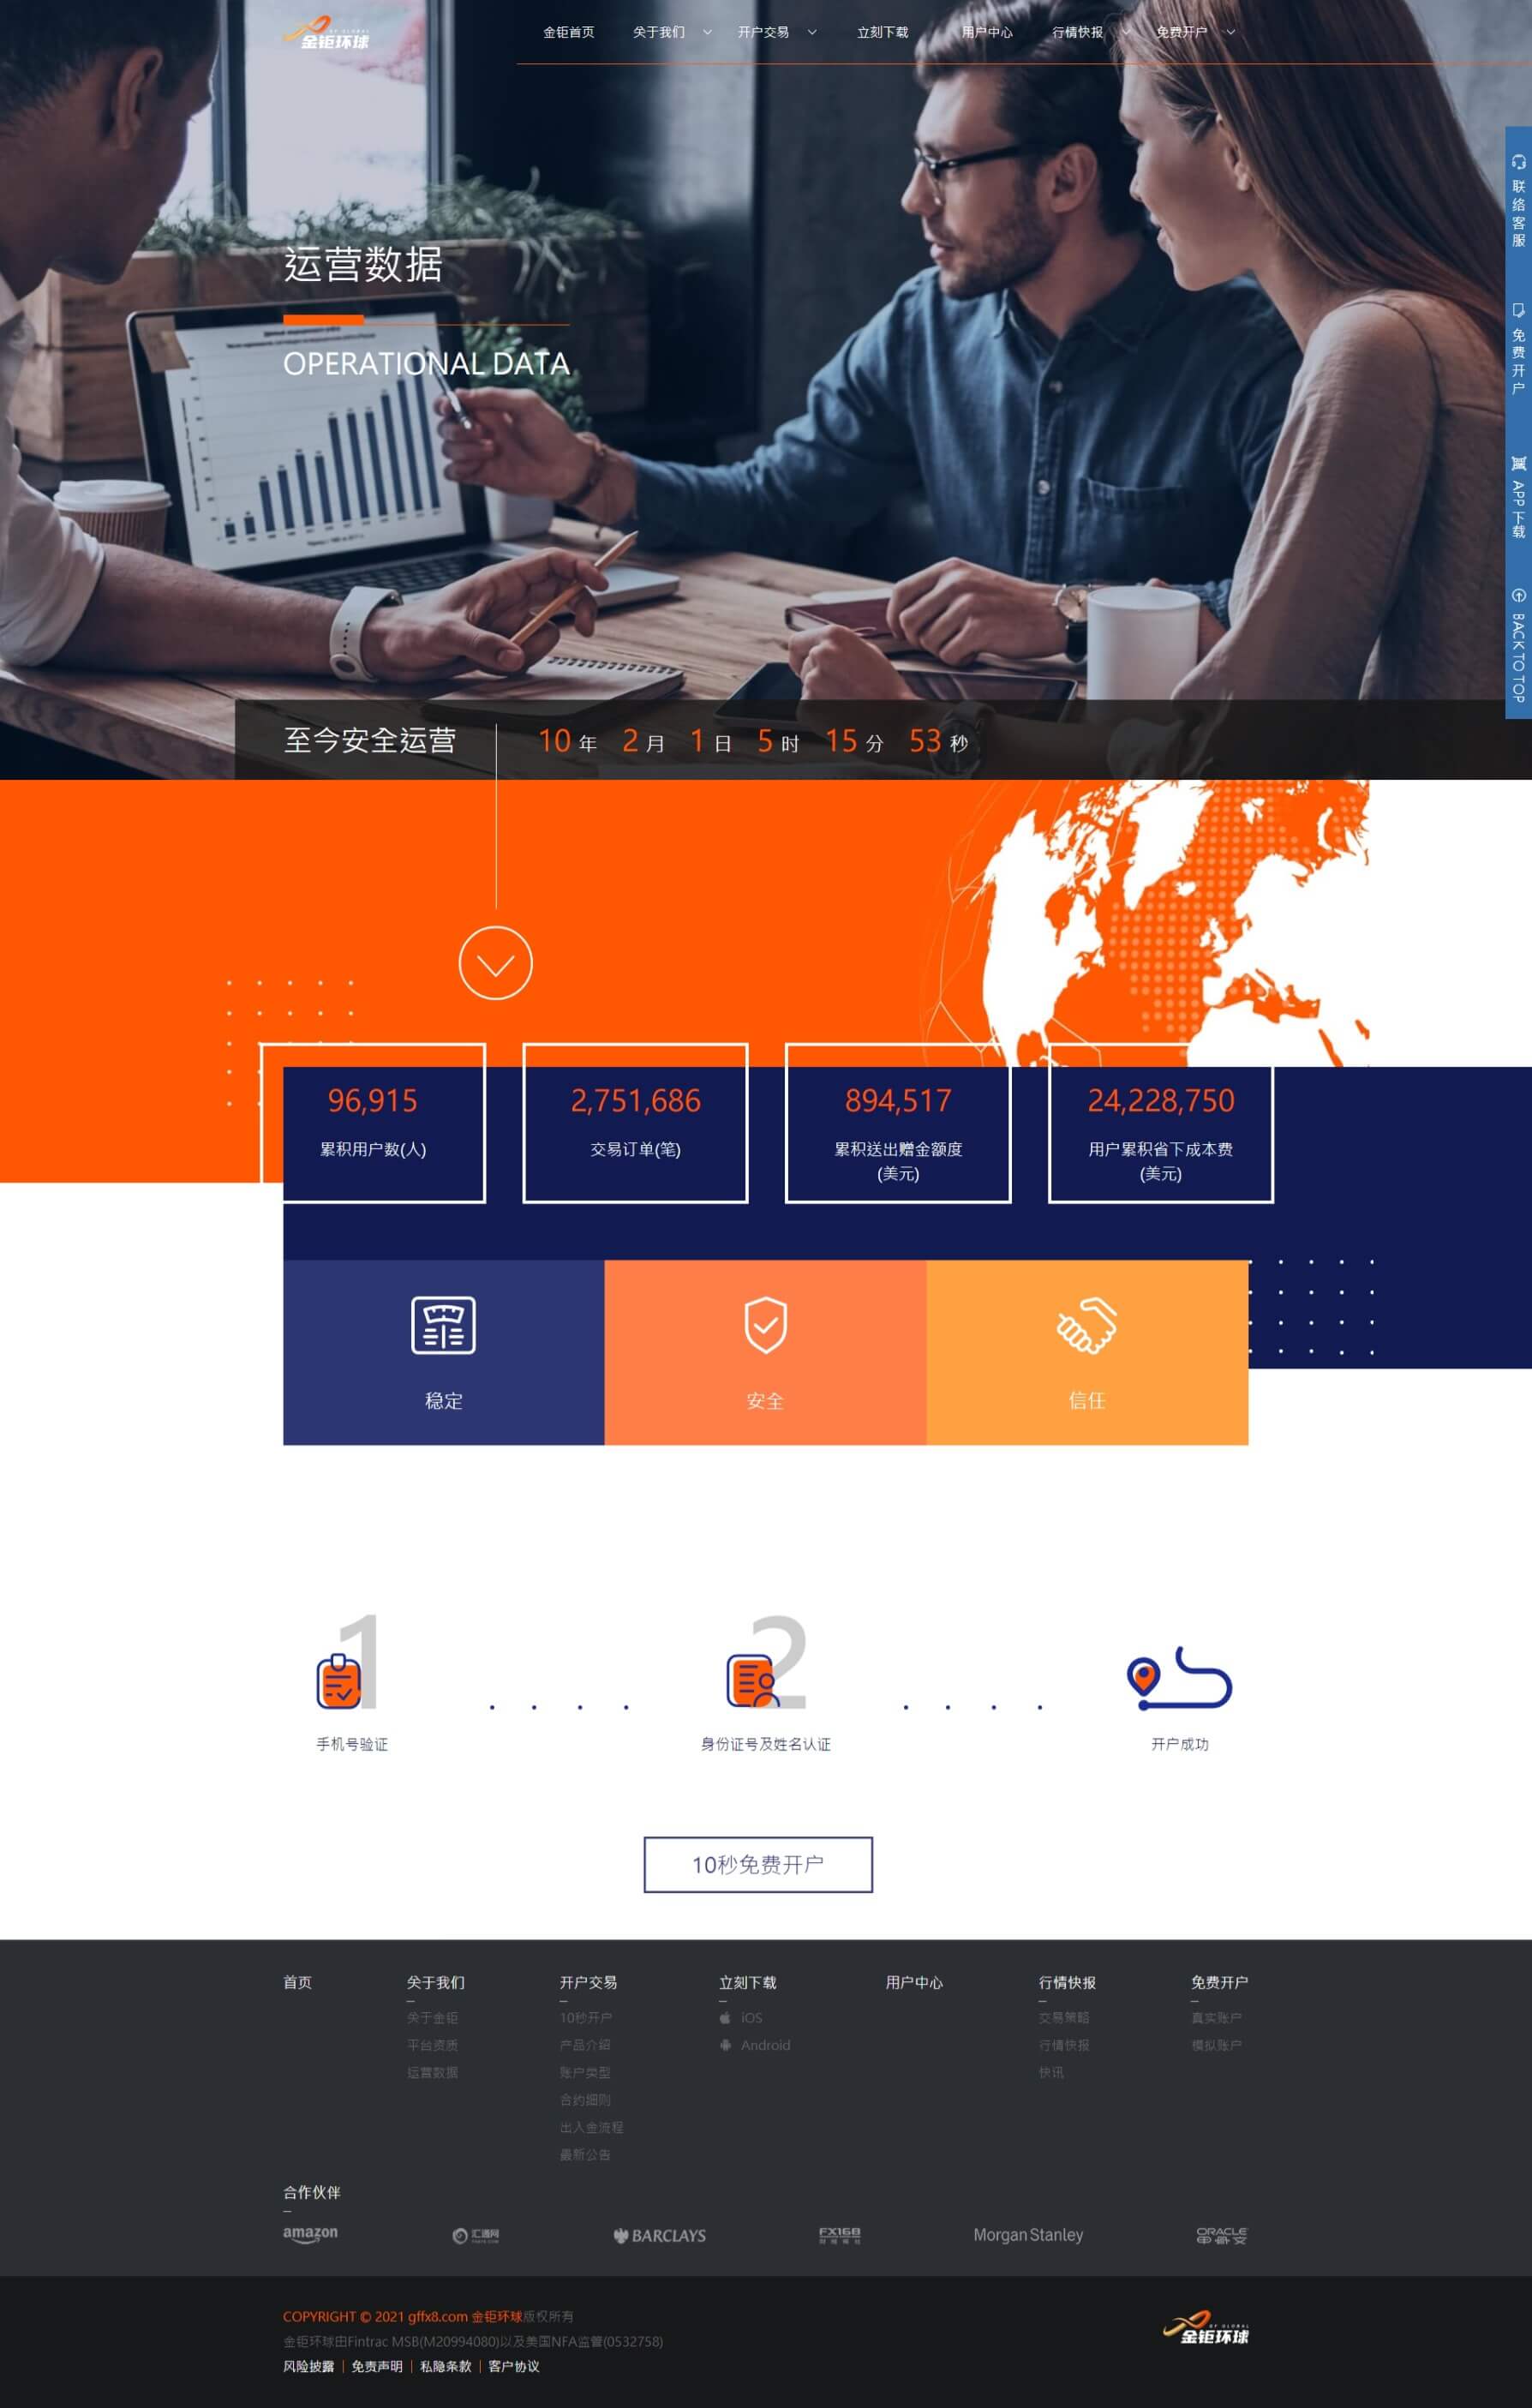 GF GLOBAL
金钜环球
金钜首页 关于我们 开户交易 立刻下载 用户中心 行情快报 免费开户
联络客服
免费开户
APP下载
BACK TO TOP
运营数据
OPERATIONAL DATA
至今安全运营 10 年 2 月 1 日 5 时 15 分 53 秒
96,915 2,751,686 894,517 24,228,750
累积用户数(人) 交易订单(笔) 累积送出赠金额度 用户累积省下成本费
(美元) (美元)
稳定 安全 信任
1 2
手机号验证 身份证号及姓名认证 开户成功
10秒免费开户
首页 关于我们 开户交易 立刻下载 用户中心 行情快报 免费开户
关于金钜 10秒开户 iOS 交易策略 真实账户
平台资质 产品介绍 Android 行情快报 模拟账户
运营数据 账户类型 快讯
合约细则
出入金流程
最新公告
合作伙伴
amazon 汇通网 BARCLAYS FX168 Morgan Stanley ORACLE
财经网站 甲骨文
COPYRIGHT © 2021 gffx8.com 金钜环球版权所有
金钜环球由Fintrac MSB(M20994080)以及美国NFA监管(0532758)
风险披露 | 免责声明 | 私隐条款 | 客户协议
GF GLOBAL
金钜环球